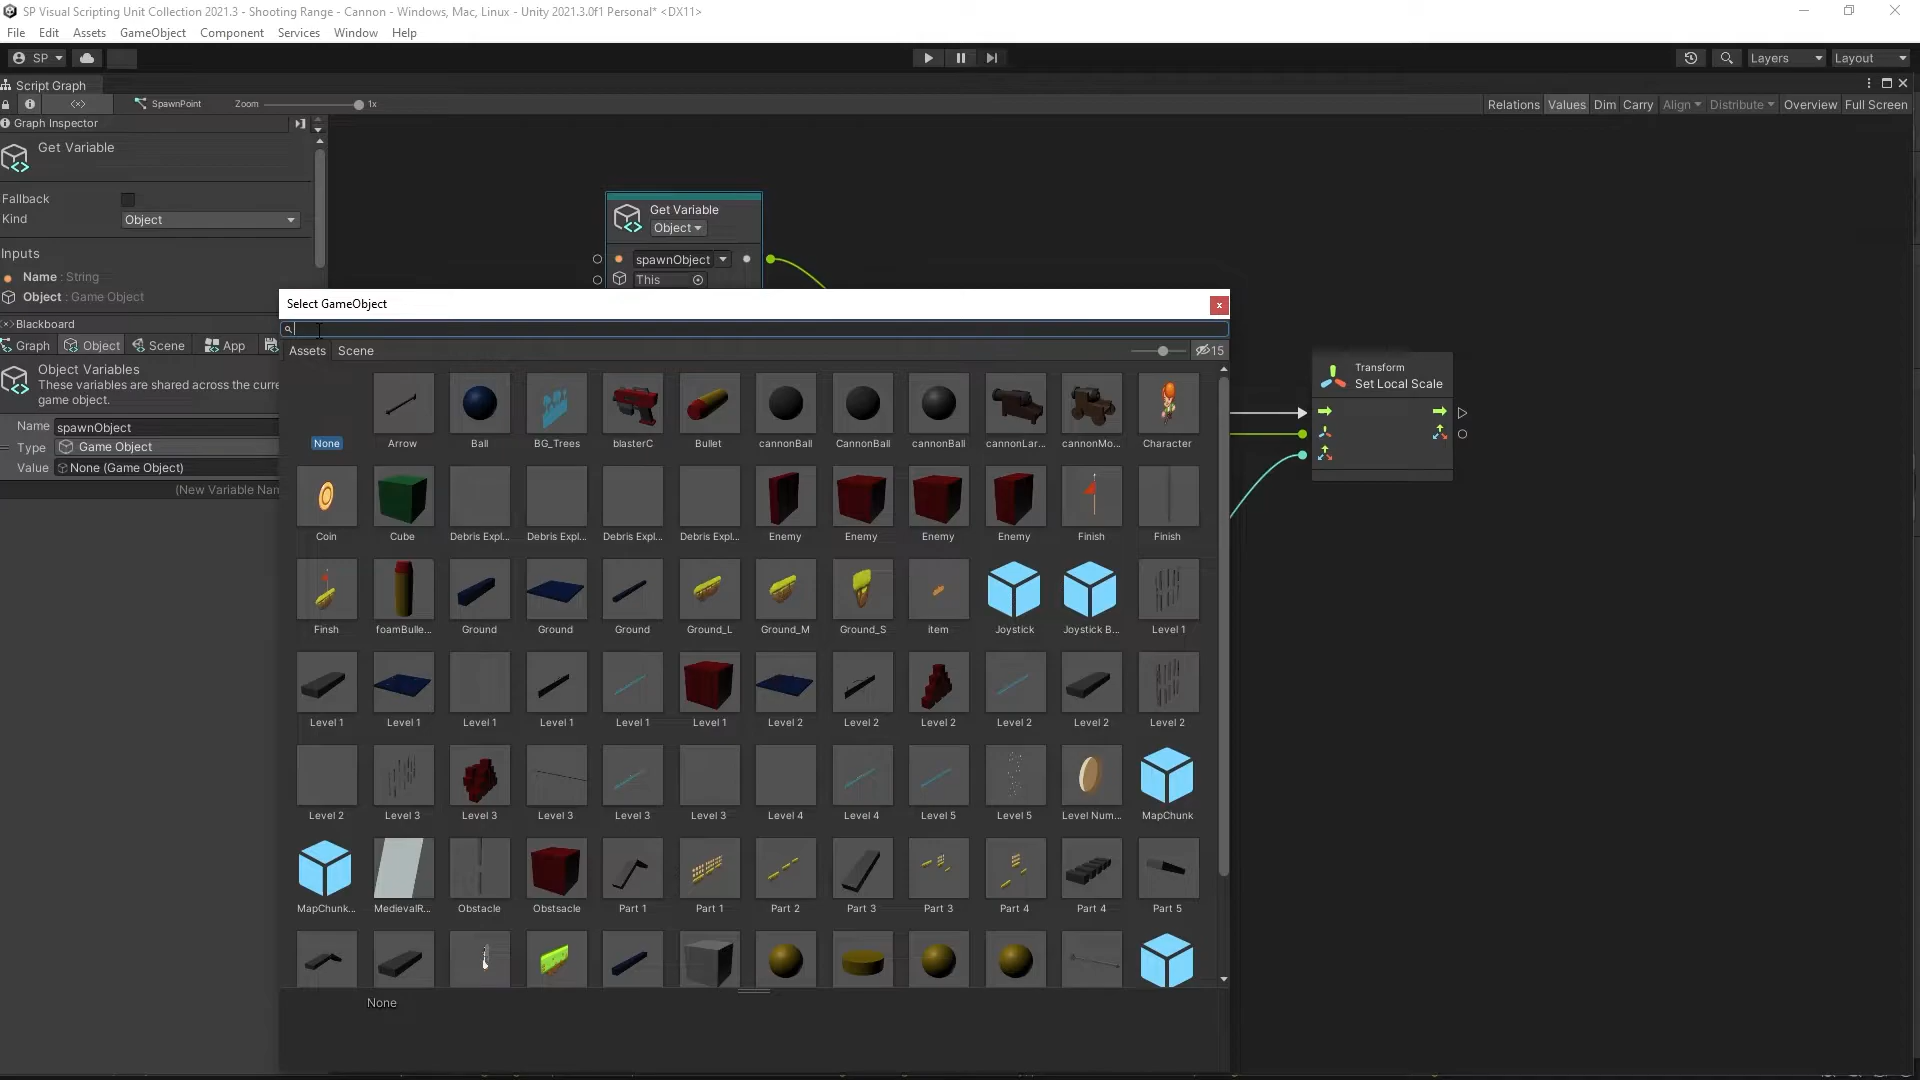 SP Visual Scripting Unit Collection 2021.3 - Shooting Range - Cannon - Windows, Mac, Linux - Unity 2021.3.0f1 Personal* <DX11>
File Edit Assets GameObject Component Services Window Help
SP Layers Layout
Script Graph
<×> SpawnPoint Zoom 1x Relations Values Dim Carry Align Distribute Overview Full Screen
Graph Inspector
Get Variable
Fallback
Kind Object
Inputs
Name : String
Object : Game Object
Blackboard
Graph Object Scene App
Object Variables
These variables are shared across the curre
game object.
Name spawnObject
Type Game Object
Value None (Game Object)
(New Variable Nan
Get Variable
Object
spawnObject
This
Transform
Set Local Scale
Select GameObject
x
Assets Scene 15
None Arrow Ball BG_Trees blasterC Bullet cannonBall CannonBall cannonBall cannonLar... cannonMo... Character
Coin Cube Debris Expl... Debris Expl... Debris Expl... Debris Expl... Enemy Enemy Enemy Enemy Finish Finish
Finsh foamBulle... Ground Ground Ground Ground_L Ground_M Ground_S item Joystick Joystick B... Level 1
Level 1 Level 1 Level 1 Level 1 Level 1 Level 1 Level 2 Level 2 Level 2 Level 2 Level 2 Level 2
Level 2 Level 3 Level 3 Level 3 Level 3 Level 3 Level 4 Level 4 Level 5 Level 5 Level Num... MapChunk
MapChunk... MedievalR... Obstacle Obstsacle Part 1 Part 1 Part 2 Part 3 Part 3 Part 4 Part 4 Part 5
None